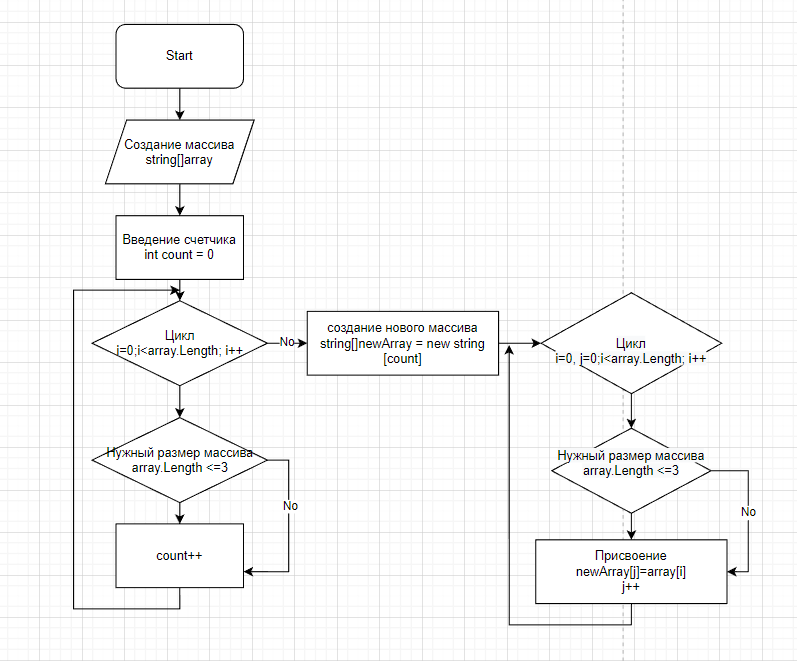 Start
Создание массива
string[]array
Введение счетчика
int count = 0
Цикл
i=0;i<array.Length; i++
No
создание нового массива
string[]newArray = new string
[count]
Цикл
i=0, j=0;i<array.Length; i++
Нужный размер массива
array.Length <=3
No
count++
Нужный размер массива
array.Length <=3
No
Присвоение
newArray[j]=array[i]
j++